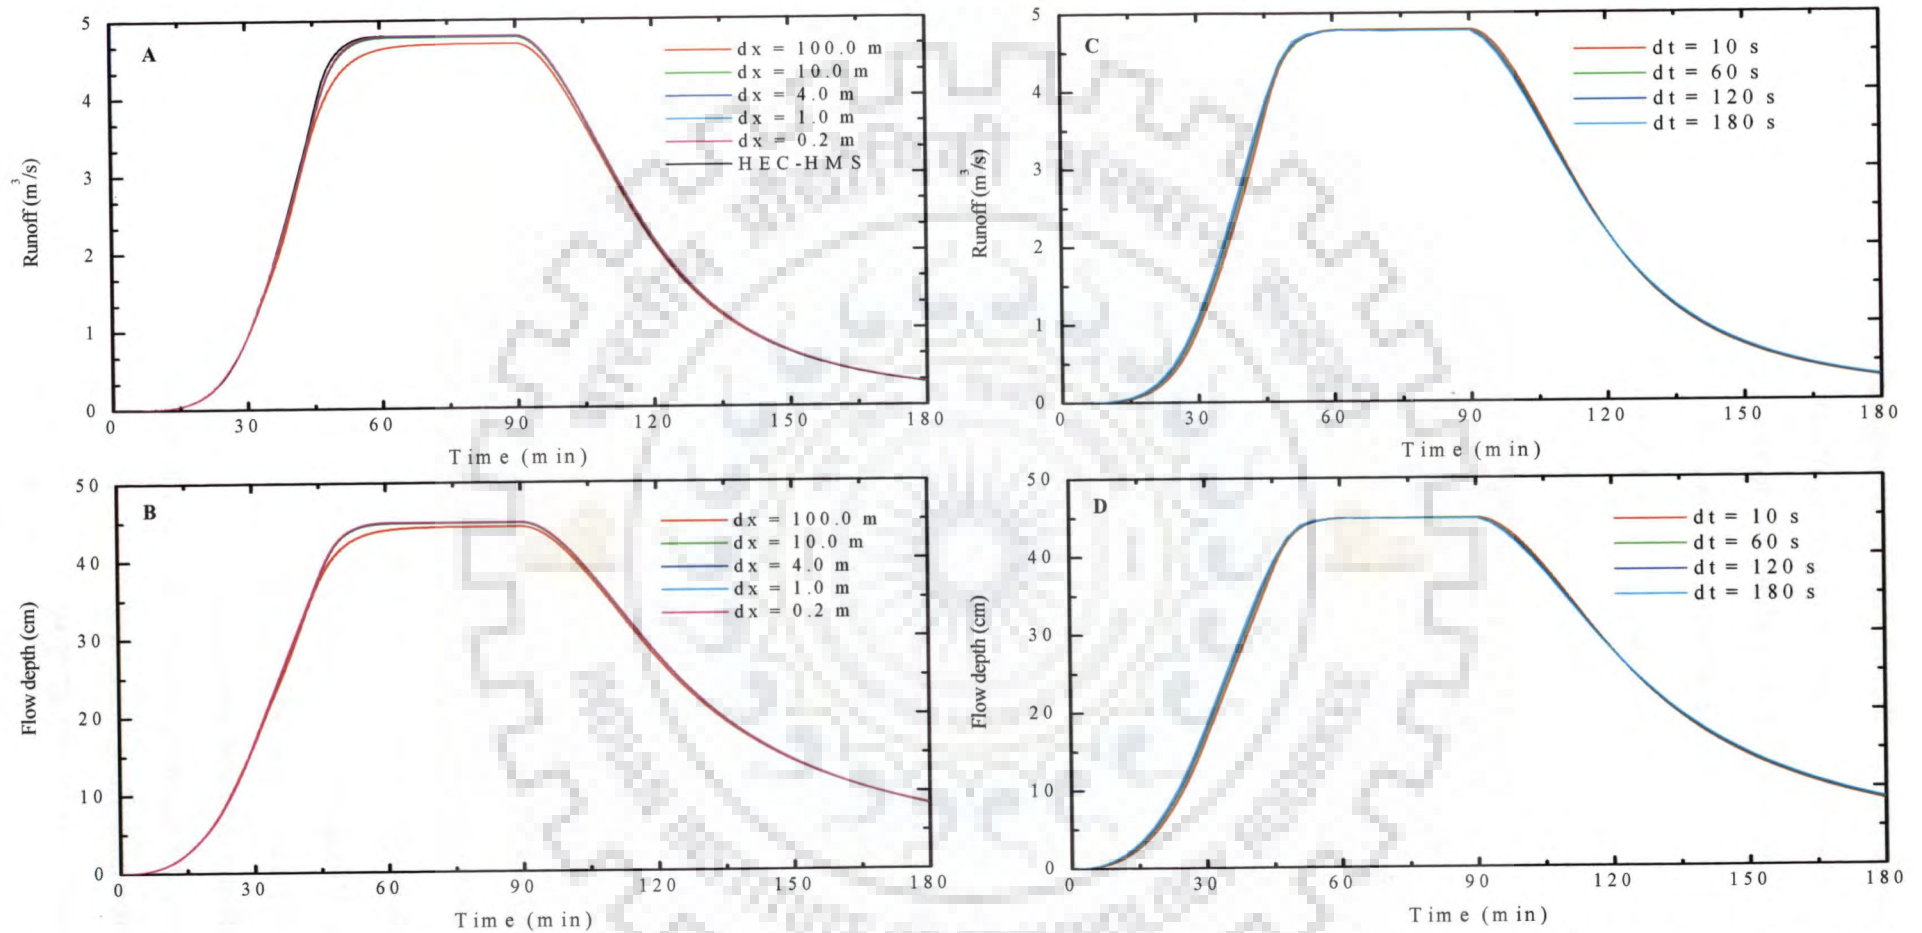 A
Runoff (m³/s)
5
4
3
2
1
0
0 30 60 90 120 150 180
Time (min)
dx = 100.0 m
dx = 10.0 m
dx = 4.0 m
dx = 1.0 m
dx = 0.2 m
HEC-HMS
C
Runoff (m³/s)
5
4
3
2
1
0
0 30 60 90 120 150 180
Time (min)
dt = 10 s
dt = 60 s
dt = 120 s
dt = 180 s
B
Flow depth (cm)
50
40
30
20
10
0
0 30 60 90 120 150 180
Time (min)
dx = 100.0 m
dx = 10.0 m
dx = 4.0 m
dx = 1.0 m
dx = 0.2 m
D
Flow depth (cm)
50
40
30
20
10
0
0 30 60 90 120 150 180
Time (min)
dt = 10 s
dt = 60 s
dt = 120 s
dt = 180 s